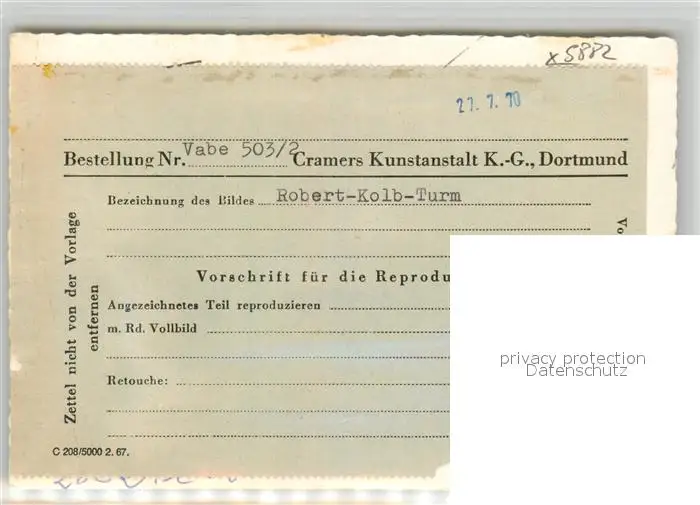 x 5882
27. 7. 70
Bestellung Nr. Vabe 503/2 Cramers Kunstanstalt K.-G., Dortmund
Bezeichnung des Bildes Robert-Kolb-Turm
Vorschrift für die Reprodu
Angezeichnetes Teil reproduzieren
m. Rd. Vollbild
Retouche:
C 208/5000 2. 67.
Zettel nicht von der Vorlage
entfernen
Vo
privacy protection
Datenschutz